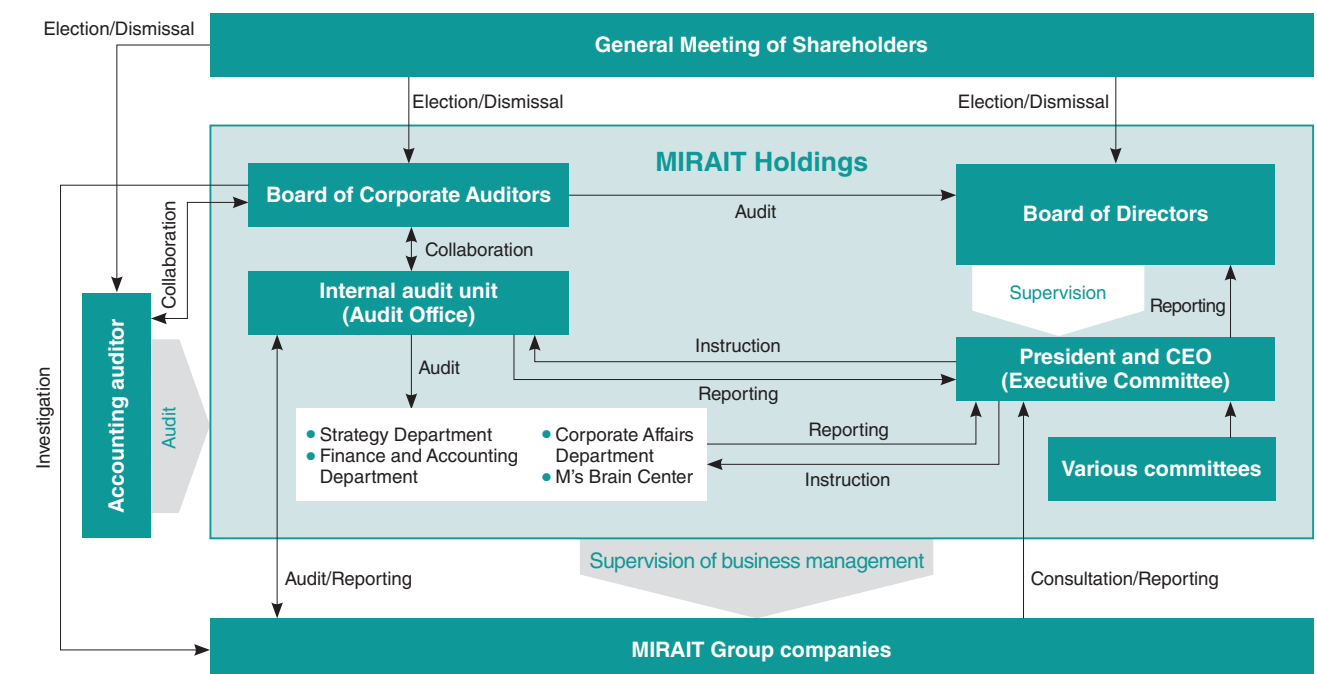 Election/Dismissal
General Meeting of Shareholders
Election/Dismissal
Election/Dismissal
MIRAIT Holdings
Board of Corporate Auditors
Audit
Board of Directors
Collaboration
Collaboration
Internal audit unit
(Audit Office)
Supervision
Reporting
Accounting auditor
Audit
Investigation
Audit
Instruction
Reporting
President and CEO
(Executive Committee)
● Strategy Department
● Finance and Accounting
Department
● Corporate Affairs
Department
● M's Brain Center
Reporting
Instruction
Various committees
Supervision of business management
Audit/Reporting
Consultation/Reporting
MIRAIT Group companies